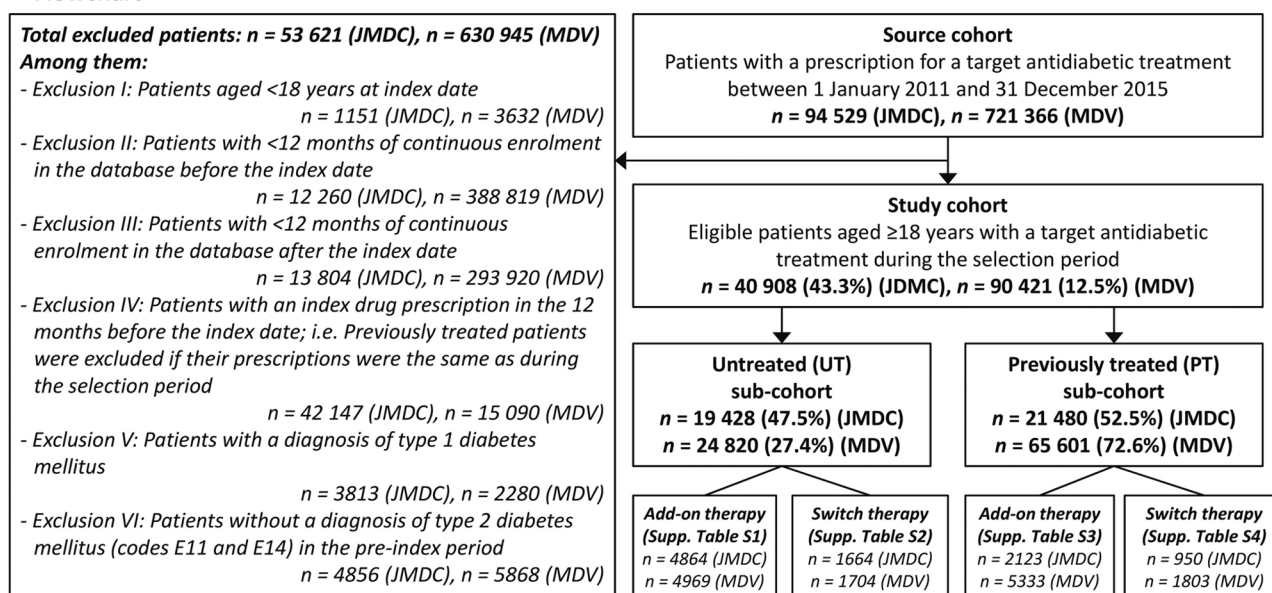 Total excluded patients: n = 53 621 (JMDC), n = 630 945 (MDV)
Among them:
- Exclusion I: Patients aged <18 years at index date
n = 1151 (JMDC), n = 3632 (MDV)
- Exclusion II: Patients with <12 months of continuous enrolment
in the database before the index date
n = 12 260 (JMDC), n = 388 819 (MDV)
- Exclusion III: Patients with <12 months of continuous
enrolment in the database after the index date
n = 13 804 (JMDC), n = 293 920 (MDV)
- Exclusion IV: Patients with an index drug prescription in the 12
months before the index date; i.e. Previously treated patients
were excluded if their prescriptions were the same as during
the selection period
n = 42 147 (JMDC), n = 15 090 (MDV)
- Exclusion V: Patients with a diagnosis of type 1 diabetes
mellitus
n = 3813 (JMDC), n = 2280 (MDV)
- Exclusion VI: Patients without a diagnosis of type 2 diabetes
mellitus (codes E11 and E14) in the pre-index period
n = 4856 (JMDC), n = 5868 (MDV)
Source cohort
Patients with a prescription for a target antidiabetic treatment
between 1 January 2011 and 31 December 2015
n = 94 529 (JMDC), n = 721 366 (MDV)
Study cohort
Eligible patients aged ≥18 years with a target antidiabetic
treatment during the selection period
n = 40 908 (43.3%) (JDMC), n = 90 421 (12.5%) (MDV)
Untreated (UT)
sub-cohort
n = 19 428 (47.5%) (JMDC)
n = 24 820 (27.4%) (MDV)
Previously treated (PT)
sub-cohort
n = 21 480 (52.5%) (JMDC)
n = 65 601 (72.6%) (MDV)
Add-on therapy
(Supp. Table S1)
n = 4864 (JMDC)
n = 4969 (MDV)
Switch therapy
(Supp. Table S2)
n = 1664 (JMDC)
n = 1704 (MDV)
Add-on therapy
(Supp. Table S3)
n = 2123 (JMDC)
n = 5333 (MDV)
Switch therapy
(Supp. Table S4)
n = 950 (JMDC)
n = 1803 (MDV)